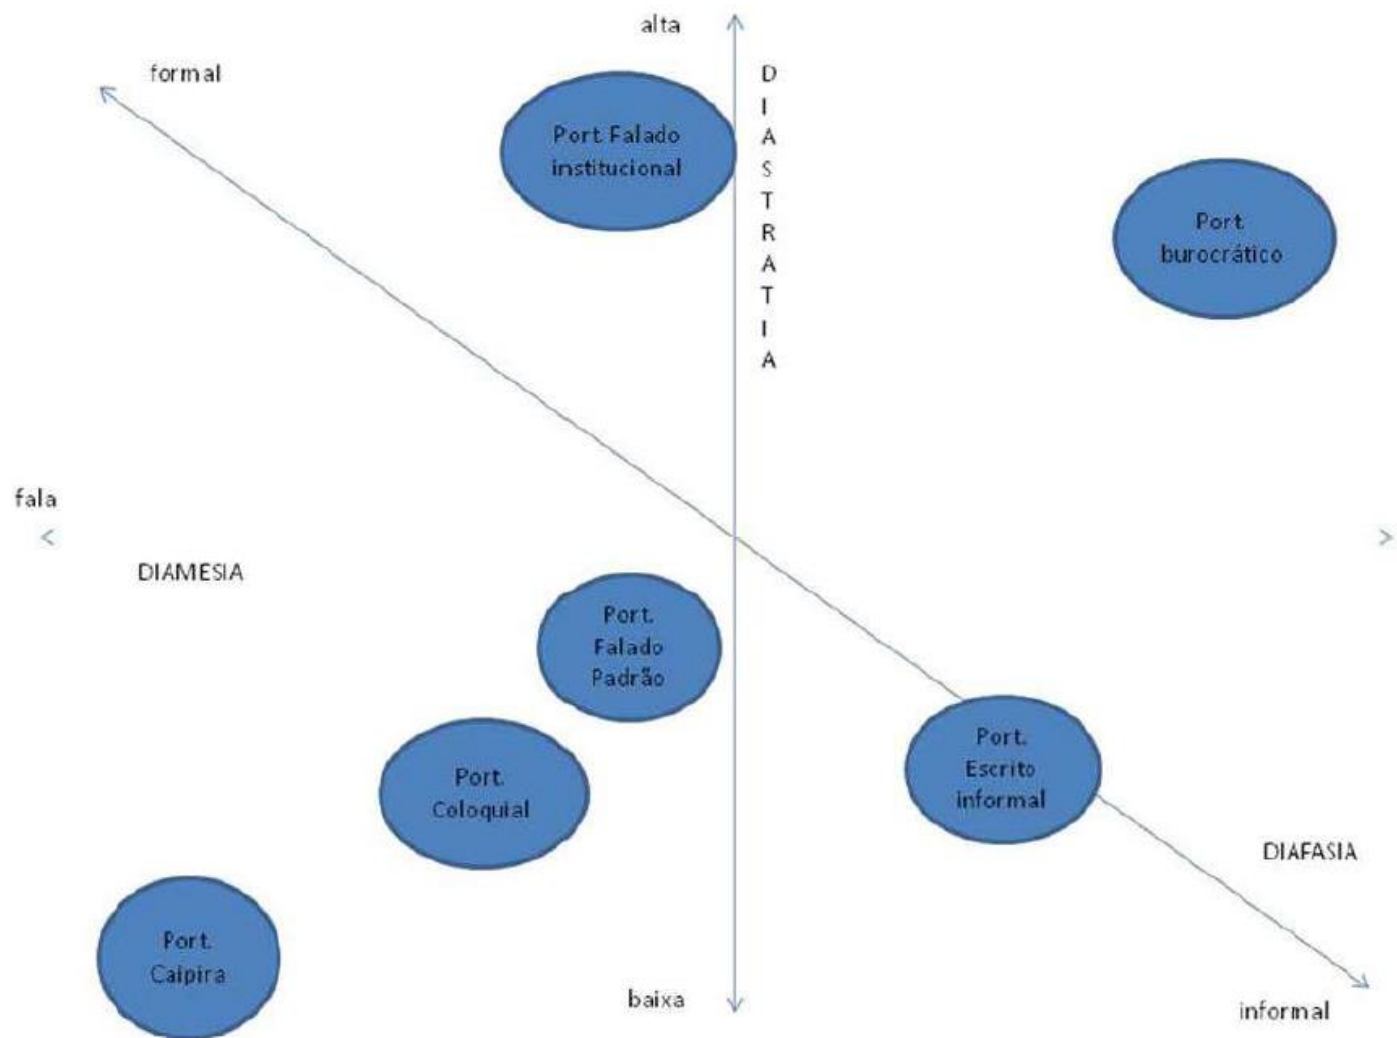 alta
formal
D
I
A
S
T
R
A
T
I
A
Port. Falado
institucional
Port.
burocrático
fala
DIAMESIA
Port.
Falado
Padrão
Port.
Coloquial
Port.
Escrito
informal
DIAFASIA
Port.
Caipira
baixa
informal